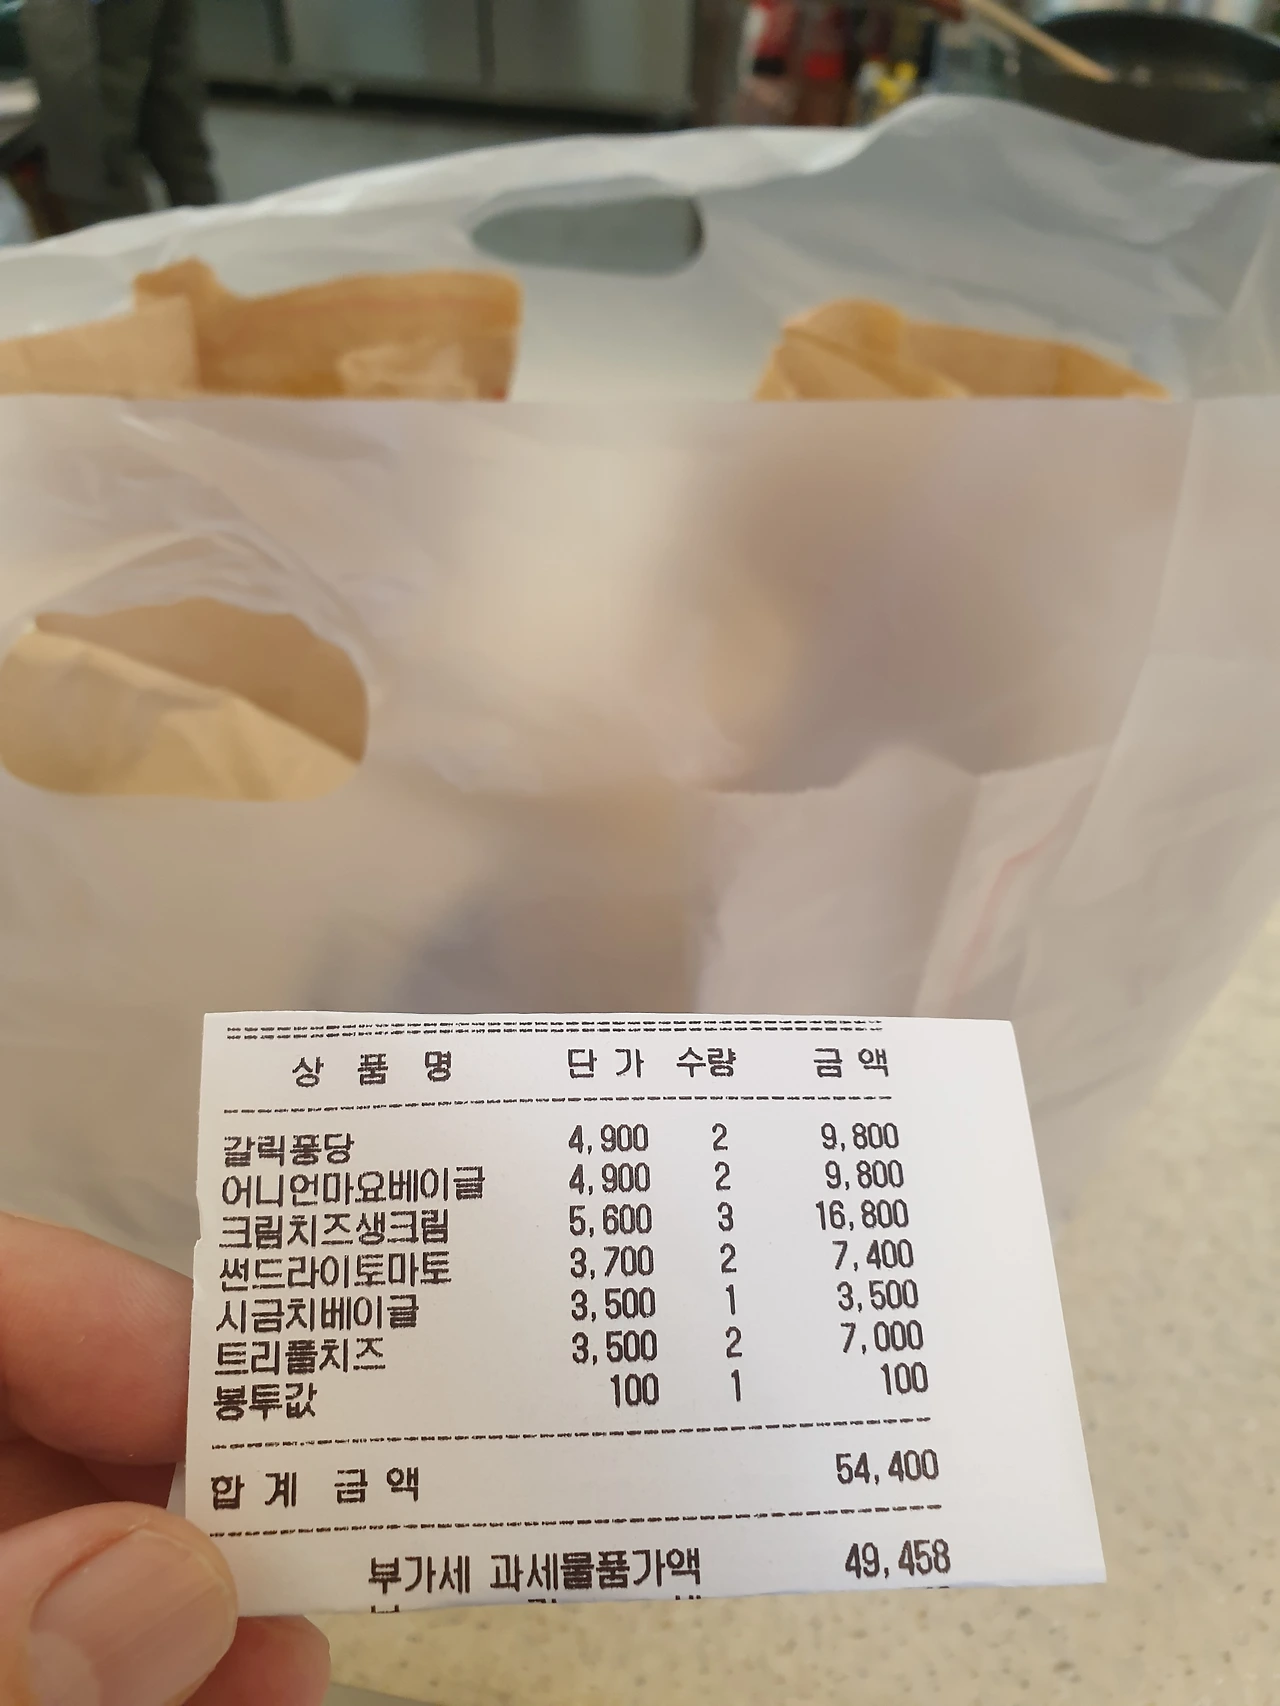 상 품 명 단 가 수량 금 액
갈릭퐁당 4,900 2 9,800
어니언마요베이글 4,900 2 9,800
크림치즈생크림 5,600 3 16,800
썬드라이토마토 3,700 2 7,400
시금치베이글 3,500 1 3,500
트리플치즈 3,500 2 7,000
봉투값 100 1 100
합 계 금 액 54,400
부가세 과세물품가액 49,458